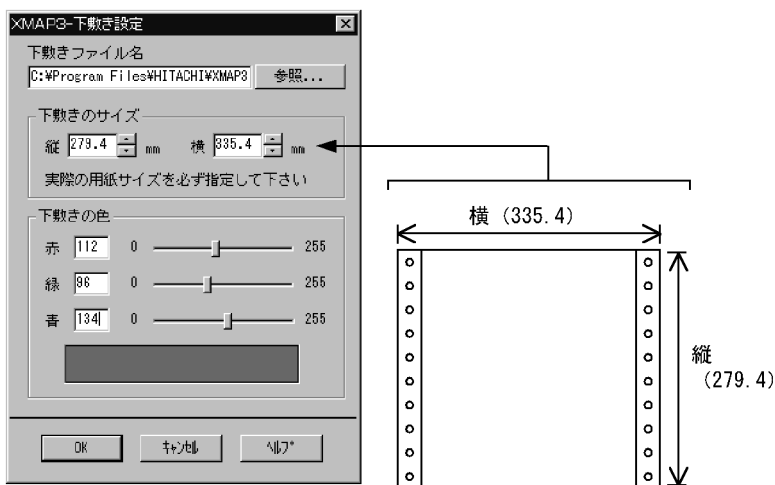 XMAP3-下敷き設定
下敷きファイル名
C:¥Program Files¥HITACHI¥XMAP3 参照...
下敷きのサイズ
縦 279.4 mm 横 335.4 mm
実際の用紙サイズを必ず指定して下さい
下敷きの色
赤 112 0 255
緑 96 0 255
青 134 0 255
OK キャンセル ヘルプ
横 (335.4)
縦
(279.4)